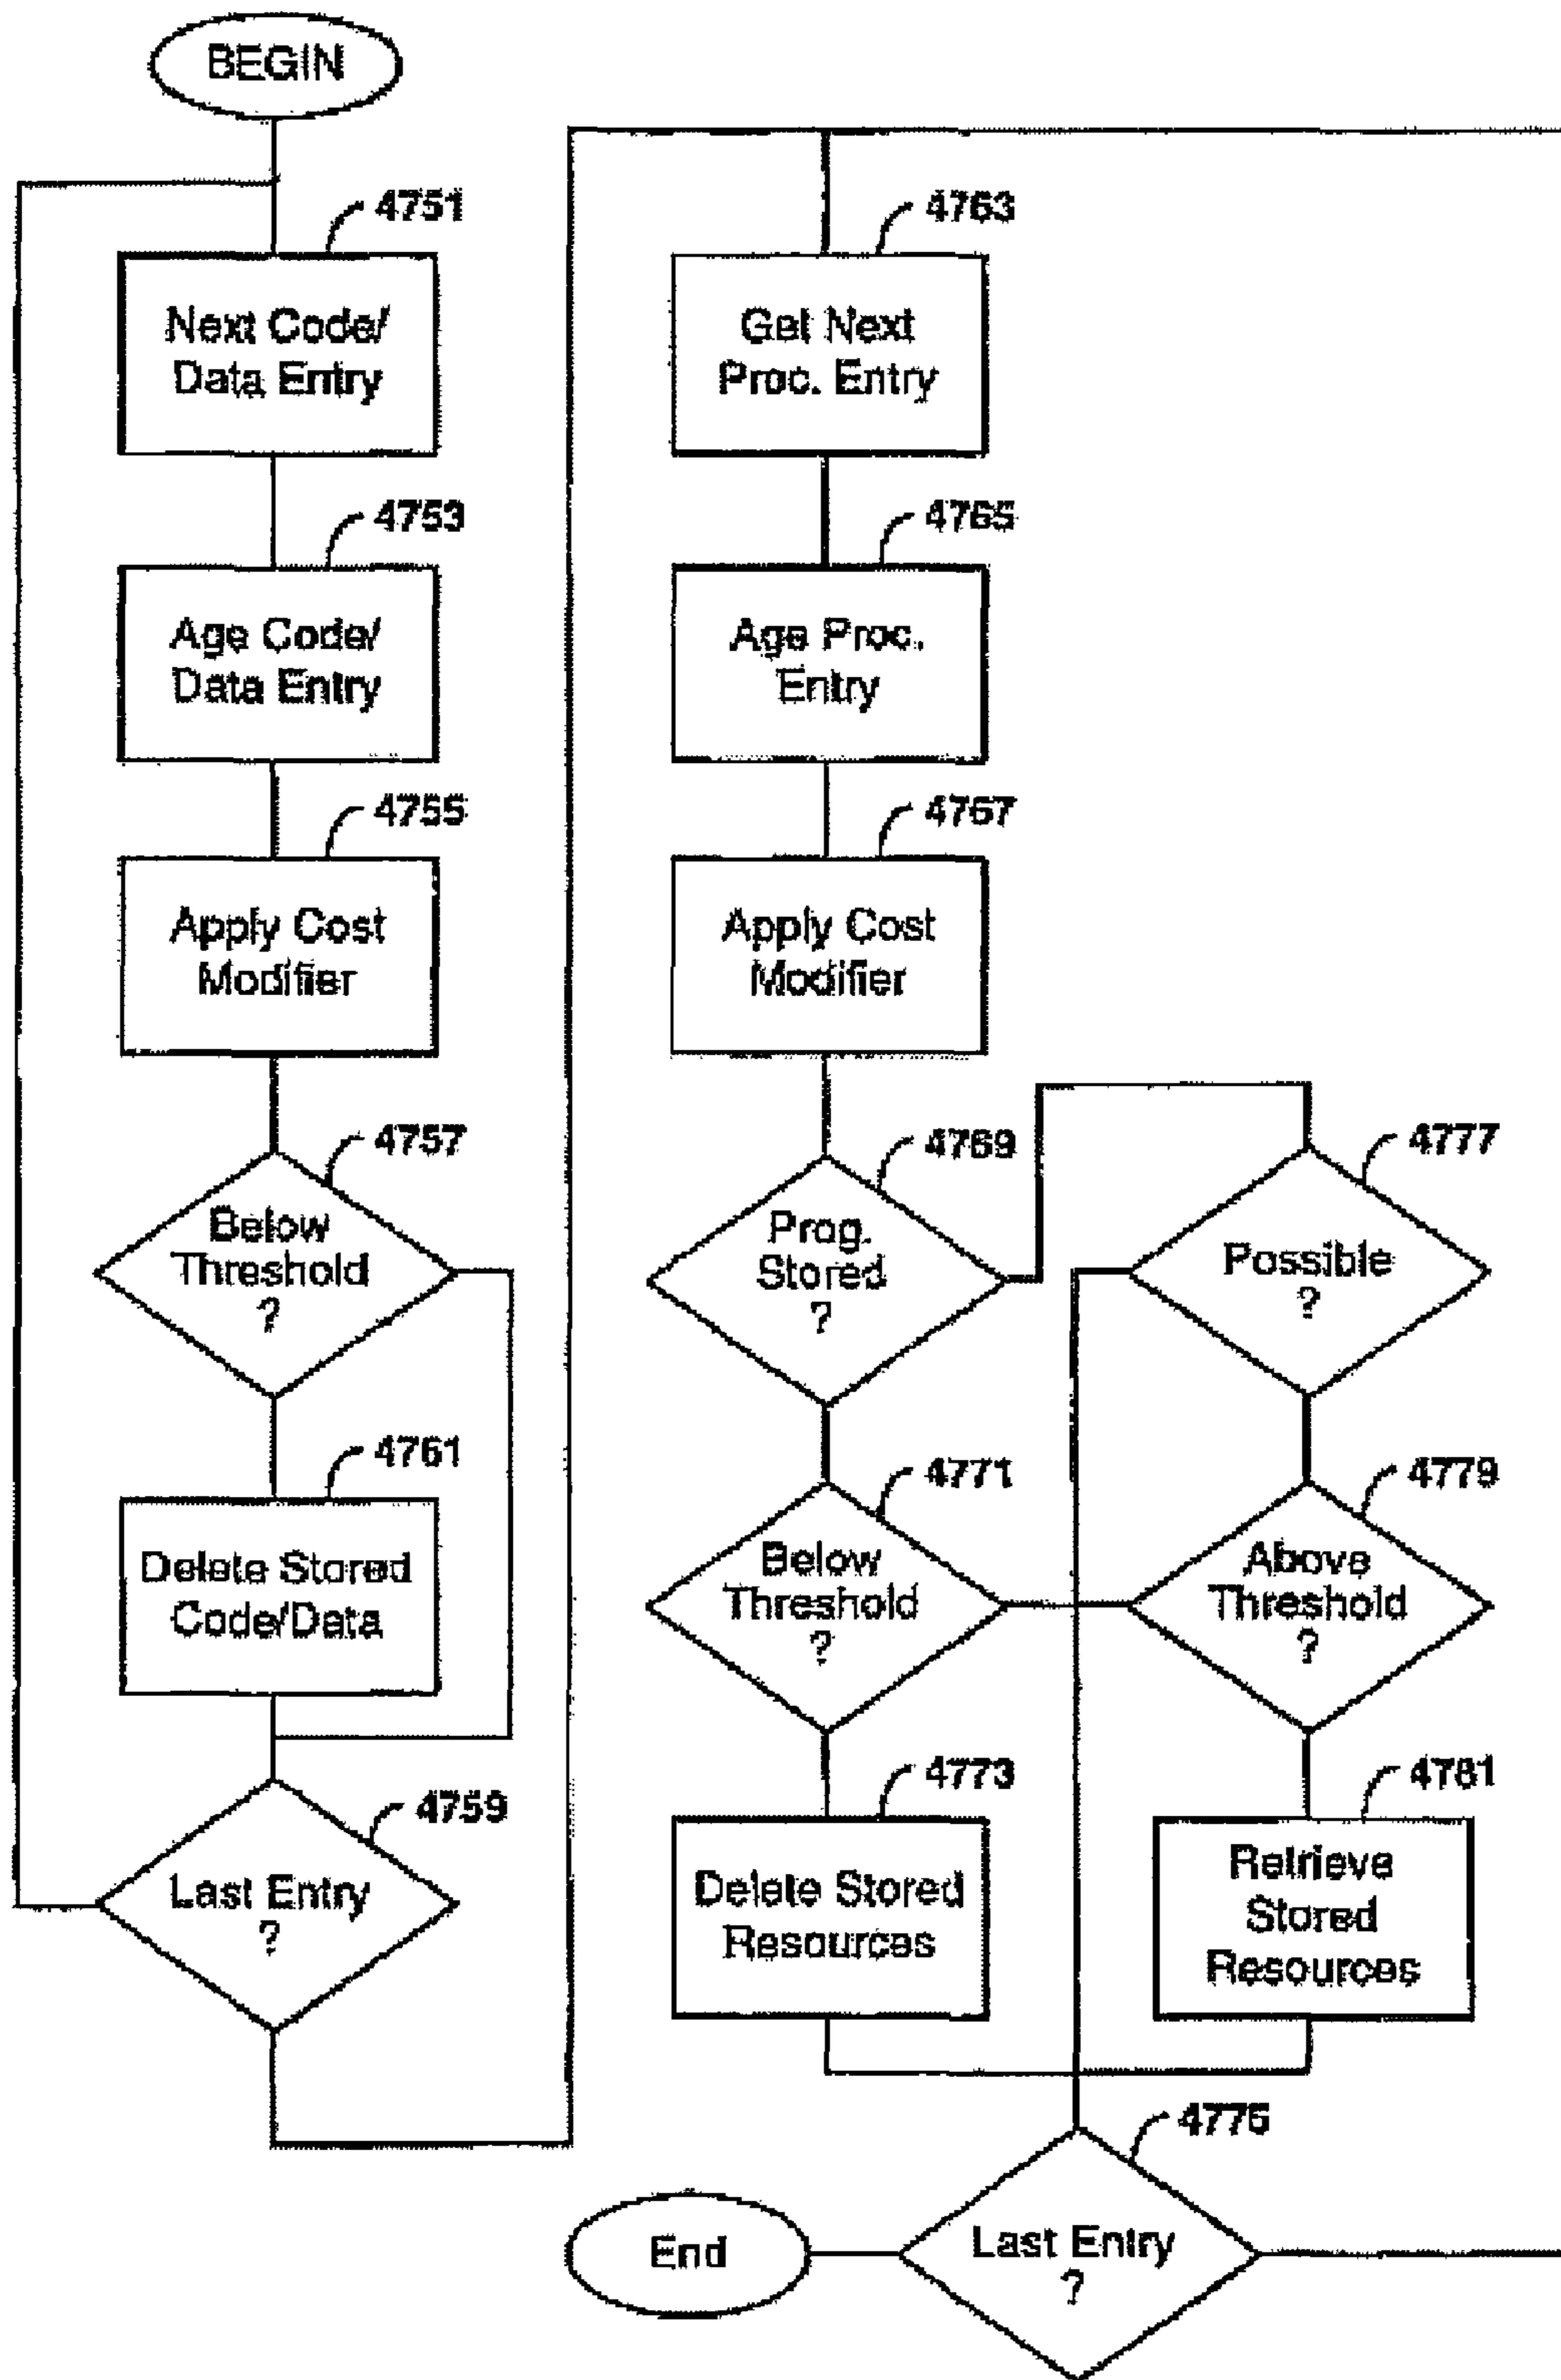 BEGIN
4751
Next Code/
Data Entry
4753
Age Code/
Data Entry
4755
Apply Cost
Modifier
4757
Below
Threshold
?
4761
Delete Stored
Code/Data
4759
Last Entry
?
4763
Get Next
Proc. Entry
4765
Age Proc.
Entry
4767
Apply Cost
Modifier
4769
Prog.
Stored
?
4771
Below
Threshold
?
4773
Delete Stored
Resources
4777
Possible
?
4779
Above
Threshold
?
4781
Retrieve
Stored
Resources
4775
Last Entry
?
End